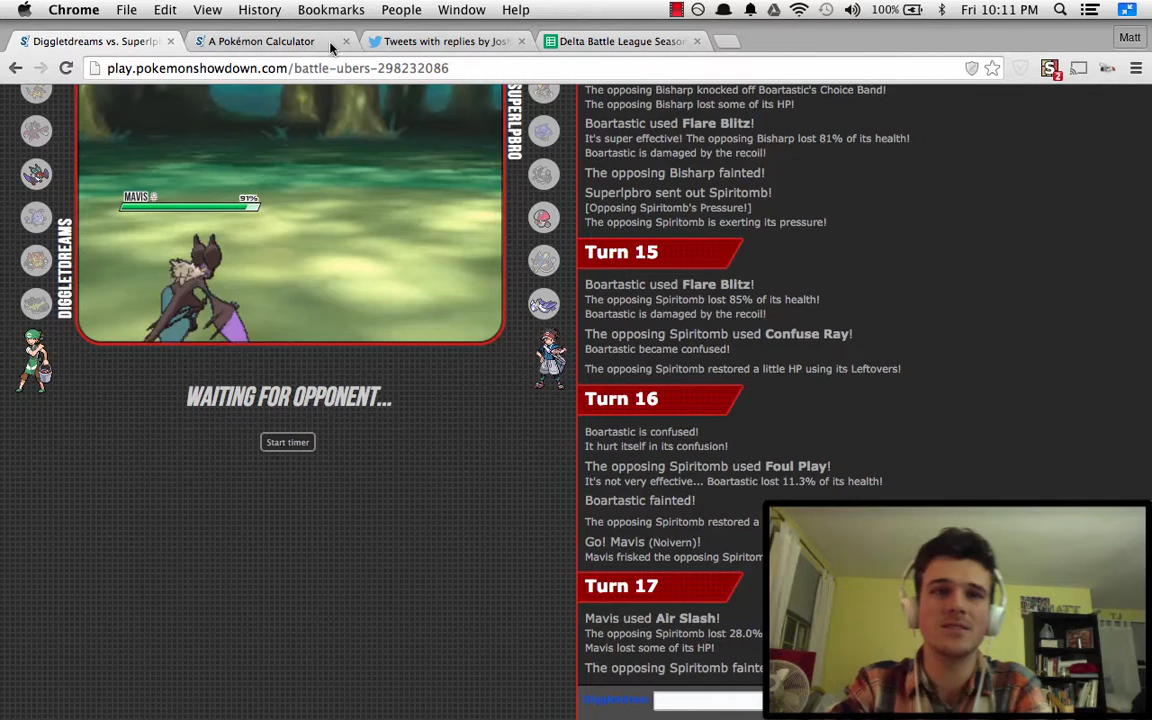 Chrome File Edit View History Bookmarks People Window Help 100% Fri 10:11 PM
Diggletdreams vs. Superlpl A Pokémon Calculator Tweets with replies by Josh Delta Battle League Season Matt
play.pokemonshowdown.com/battle-ubers-298232086 2
The opposing Bisharp knocked off Boartastic's Choice Band!
The opposing Bisharp lost some of its HP!
Boartastic used Flare Blitz!
It's super effective! The opposing Bisharp lost 81% of its health!
Boartastic is damaged by the recoil!
The opposing Bisharp fainted!
Superlpbro sent out Spiritomb!
[Opposing Spiritomb's Pressure!]
The opposing Spiritomb is exerting its pressure!
Turn 15
Boartastic used Flare Blitz!
The opposing Spiritomb lost 85% of its health!
Boartastic is damaged by the recoil!
The opposing Spiritomb used Confuse Ray!
Boartastic became confused!
The opposing Spiritomb restored a little HP using its Leftovers!
Turn 16
Boartastic is confused!
It hurt itself in its confusion!
The opposing Spiritomb used Foul Play!
It's not very effective... Boartastic lost 11.3% of its health!
Boartastic fainted!
The opposing Spiritomb restored a
Go! Mavis (Noivern)!
Mavis frisked the opposing Spiritom
Turn 17
Mavis used Air Slash!
The opposing Spiritomb lost 28.0%
Mavis lost some of its HP!
The opposing Spiritomb fainte
DIGGLETDREAMS
SUPERLPBRO
MAVIS 91%
WAITING FOR OPPONENT...
Start timer
MATT